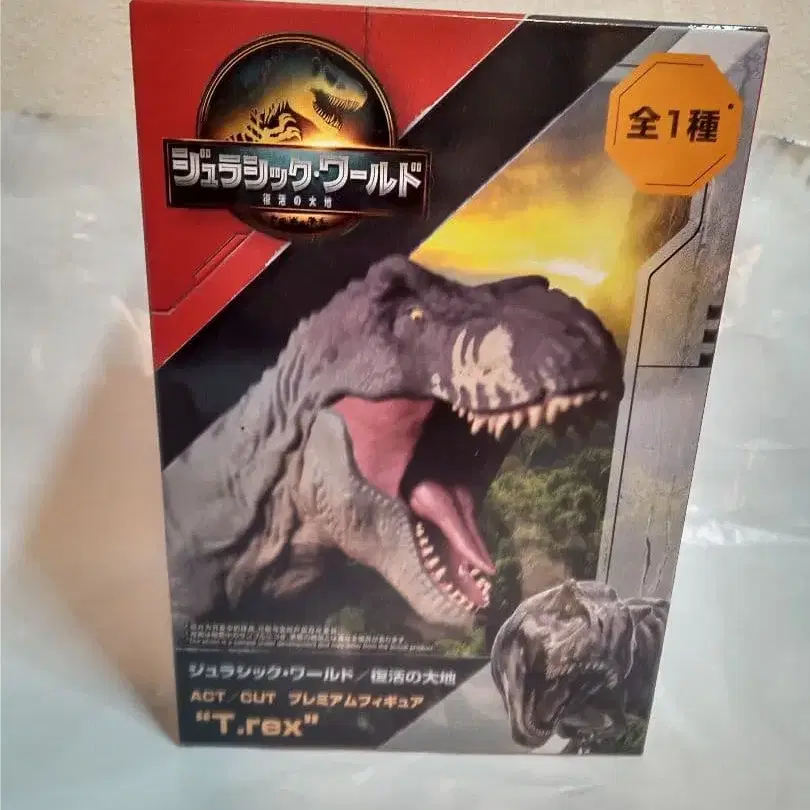 ジュラシック・ワールド
復活の大地
全1種
ジュラシック・ワールド／復活の大地
ACT／CUT プレミアムフィギュア
“T.rex”